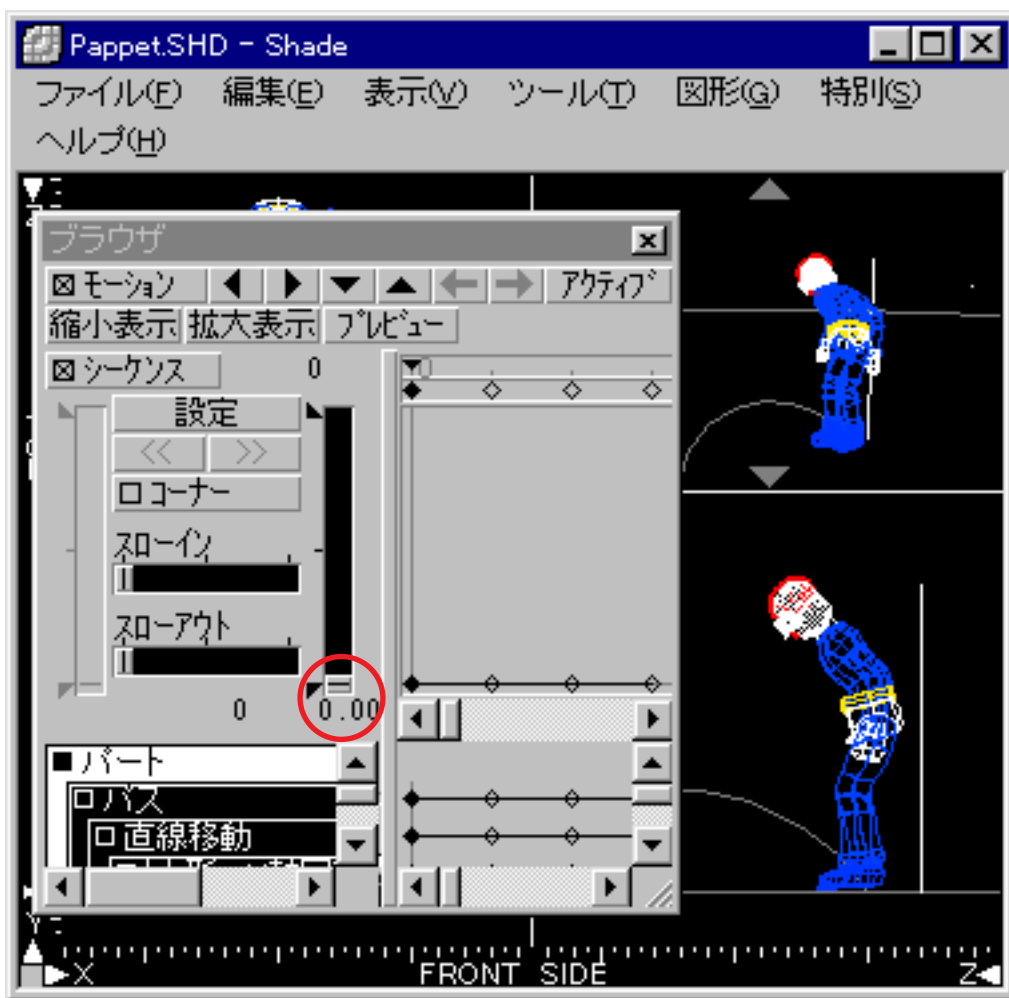 Pappet.SHD - Shade
ファイル(F) 編集(E) 表示(V) ツール(T) 図形(G) 特別(S)
ヘルプ(H)
ブラウザ
モーション アクティブ
縮小表示 拡大表示 プレビュー
シーケンス 0 0
設定
<< >>
コーナー
スローイン
スローアウト
0 0.00
パート
パス
直線移動
X FRONT SIDE Z